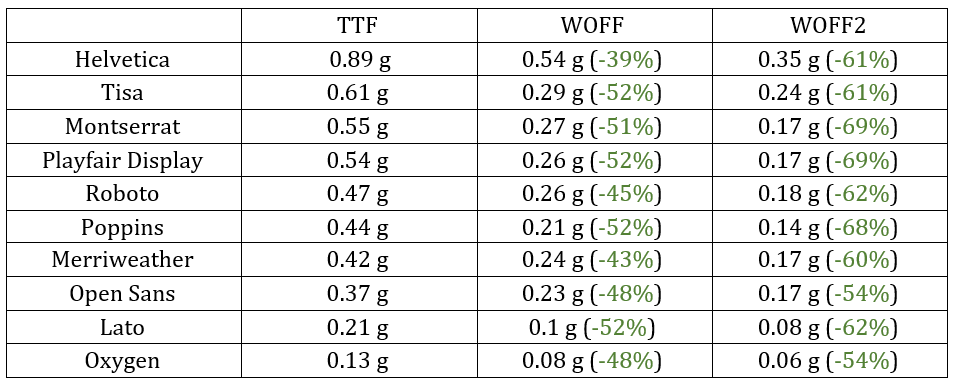 TTF WOFF WOFF2
Helvetica 0.89 g 0.54 g (-39%) 0.35 g (-61%)
Tisa 0.61 g 0.29 g (-52%) 0.24 g (-61%)
Montserrat 0.55 g 0.27 g (-51%) 0.17 g (-69%)
Playfair Display 0.54 g 0.26 g (-52%) 0.17 g (-69%)
Roboto 0.47 g 0.26 g (-45%) 0.18 g (-62%)
Poppins 0.44 g 0.21 g (-52%) 0.14 g (-68%)
Merriweather 0.42 g 0.24 g (-43%) 0.17 g (-60%)
Open Sans 0.37 g 0.23 g (-48%) 0.17 g (-54%)
Lato 0.21 g 0.1 g (-52%) 0.08 g (-62%)
Oxygen 0.13 g 0.08 g (-48%) 0.06 g (-54%)